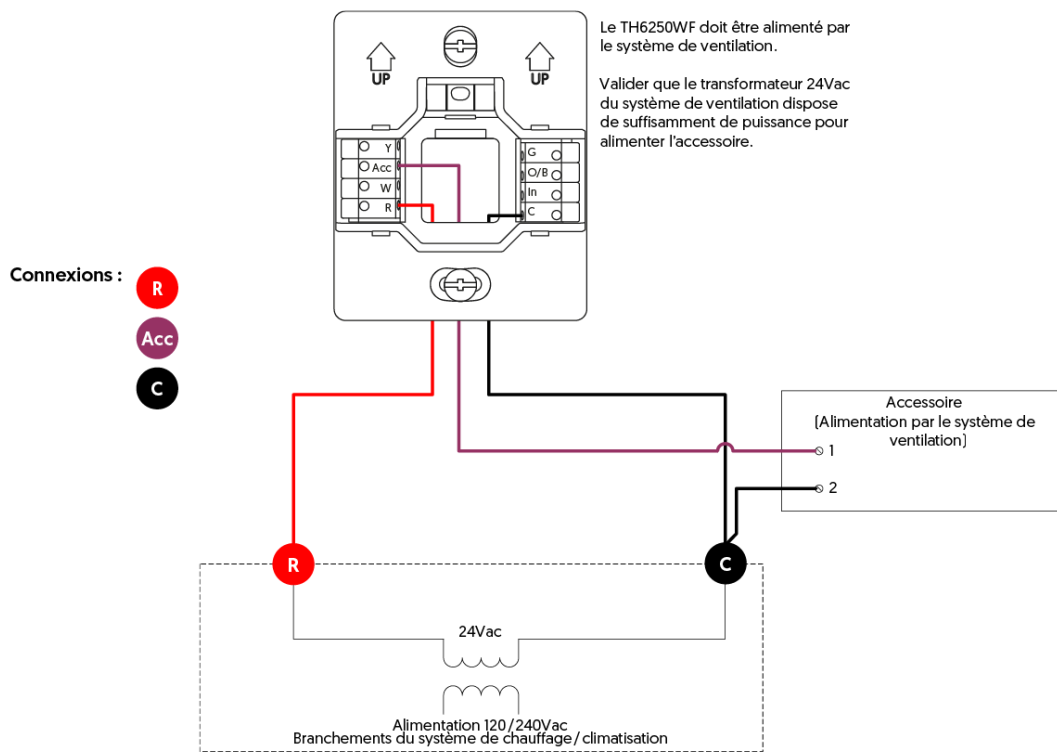 Le TH6250WF doit être alimenté par
le système de ventilation.
Valider que le transformateur 24Vac
du système de ventilation dispose
de suffisamment de puissance pour
alimenter l'accessoire.
UP
UP
Y
Acc
W
R
G
O/B
In
C
Connexions :
R
Acc
C
Accessoire
(Alimentation par le système de
ventilation)
1
2
R
C
24Vac
Alimentation 120/240Vac
Branchements du système de chauffage/climatisation